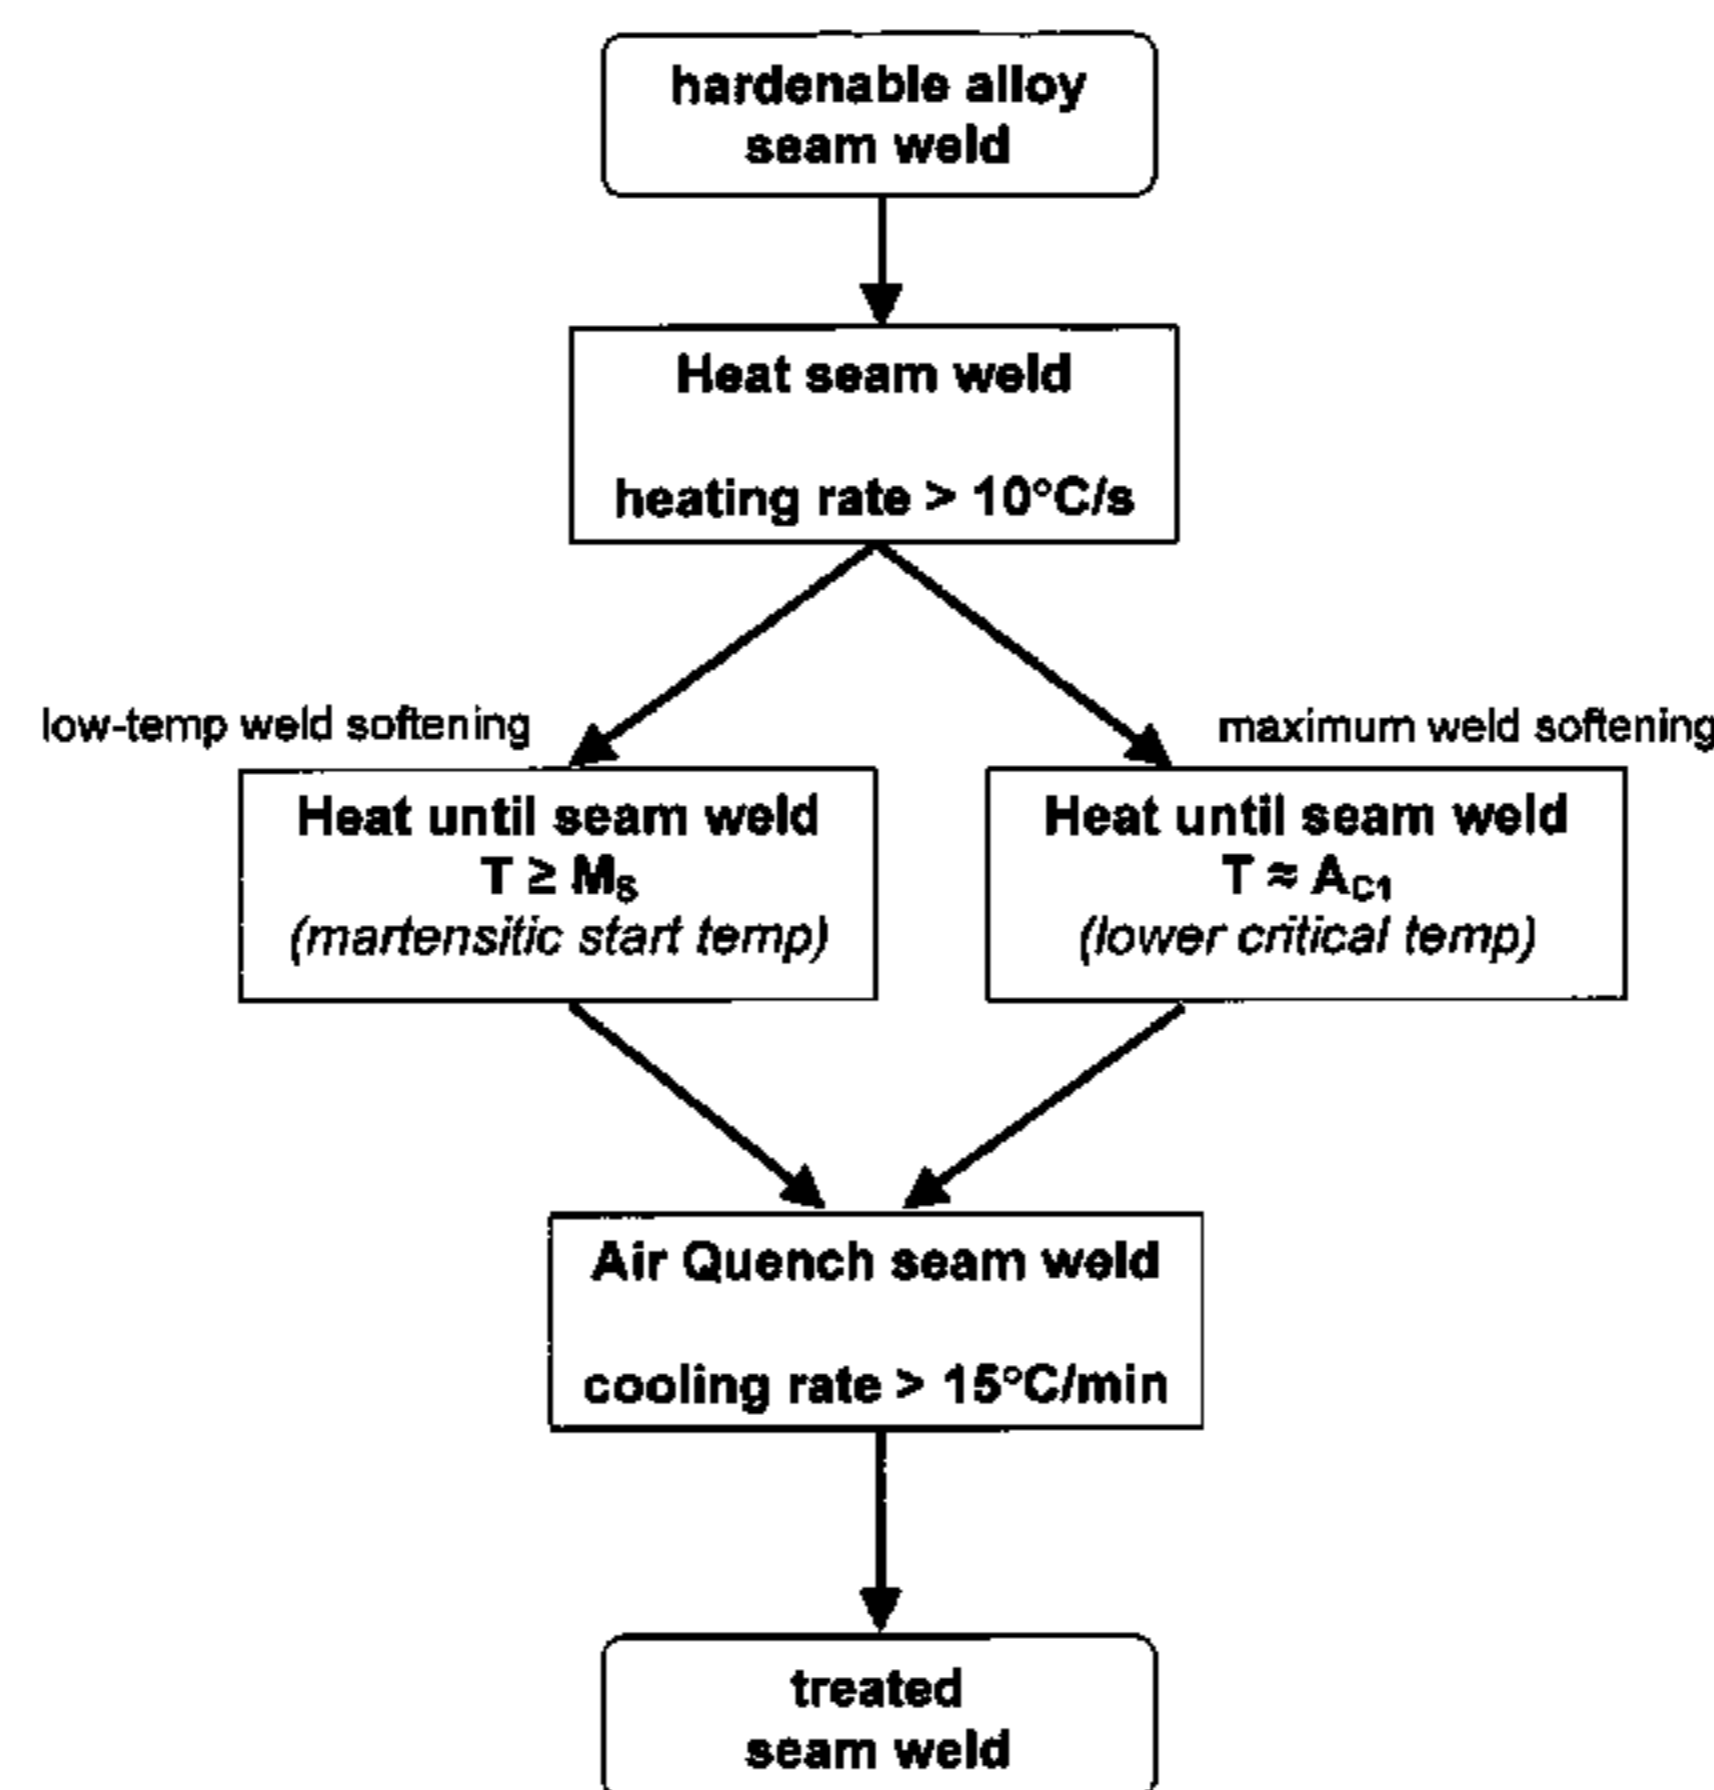 hardenable alloy
seam weld
Heat seam weld
heating rate > 10°C/s
low-temp weld softening
maximum weld softening
Heat until seam weld
T ≥ M_S
(martensitic start temp)
Heat until seam weld
T ≈ A_C1
(lower critical temp)
Air Quench seam weld
cooling rate > 15°C/min
treated
seam weld